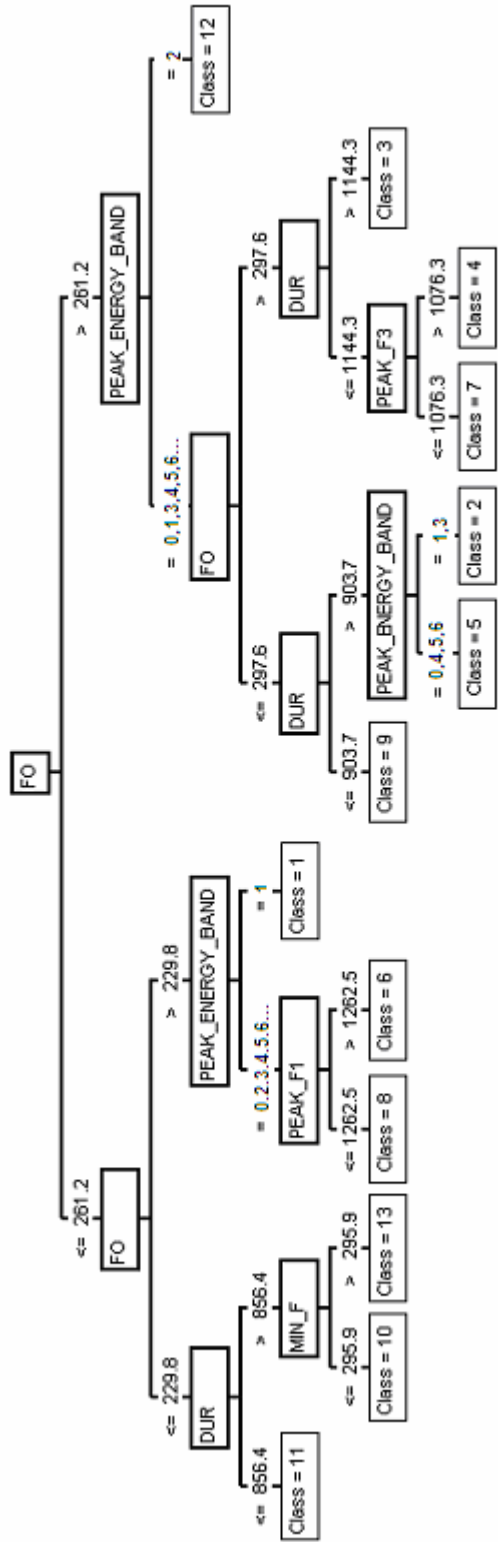 FO
<= 261.2
> 261.2
FO
PEAK_ENERGY_BAND
<= 229.8
> 229.8
= 0,1,3,4,5,6...
= 2
DUR
PEAK_ENERGY_BAND
FO
Class = 12
<= 856.4
> 856.4
= 0,2,3,4,5,6...
= 1
<= 297.6
> 297.6
Class = 11
MIN_F
PEAK_F1
Class = 1
DUR
DUR
<= 295.9
> 295.9
<= 1262.5
> 1262.5
<= 903.7
> 903.7
<= 1144.3
> 1144.3
Class = 10
Class = 13
Class = 8
Class = 6
Class = 9
PEAK_ENERGY_BAND
PEAK_F3
Class = 3
= 0,4,5,6
= 1,3
<= 1076.3
> 1076.3
Class = 5
Class = 2
Class = 7
Class = 4